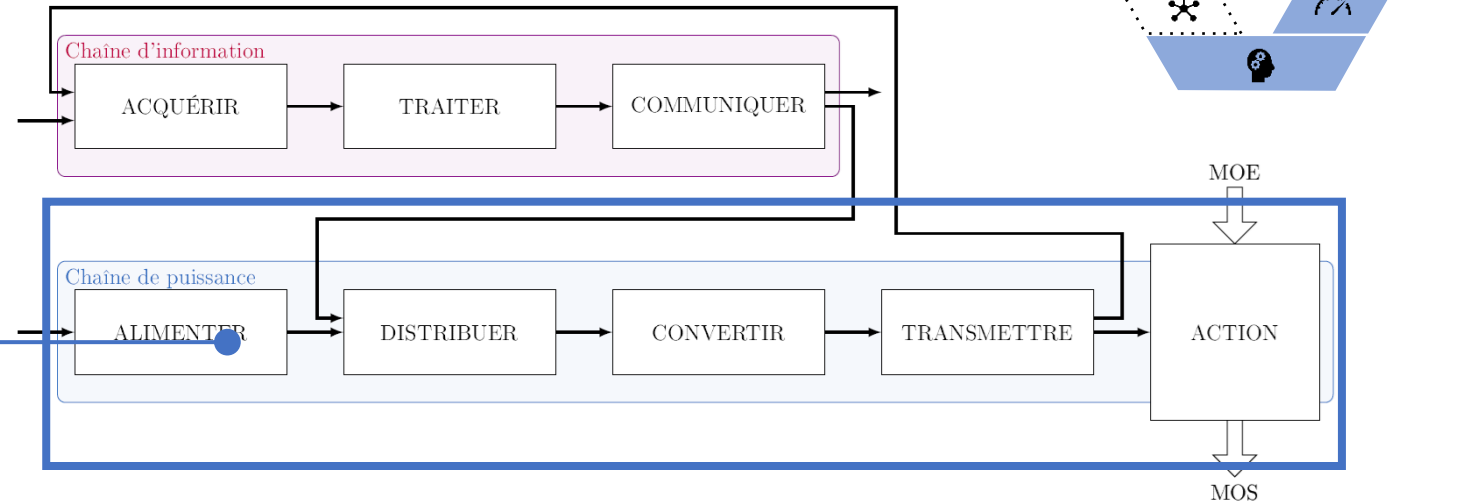 Chaîne d'information
ACQUÉRIR
TRAITER
COMMUNIQUER
MOE
Chaîne de puissance
ALIMENTER
DISTRIBUER
CONVERTIR
TRANSMETTRE
ACTION
MOS